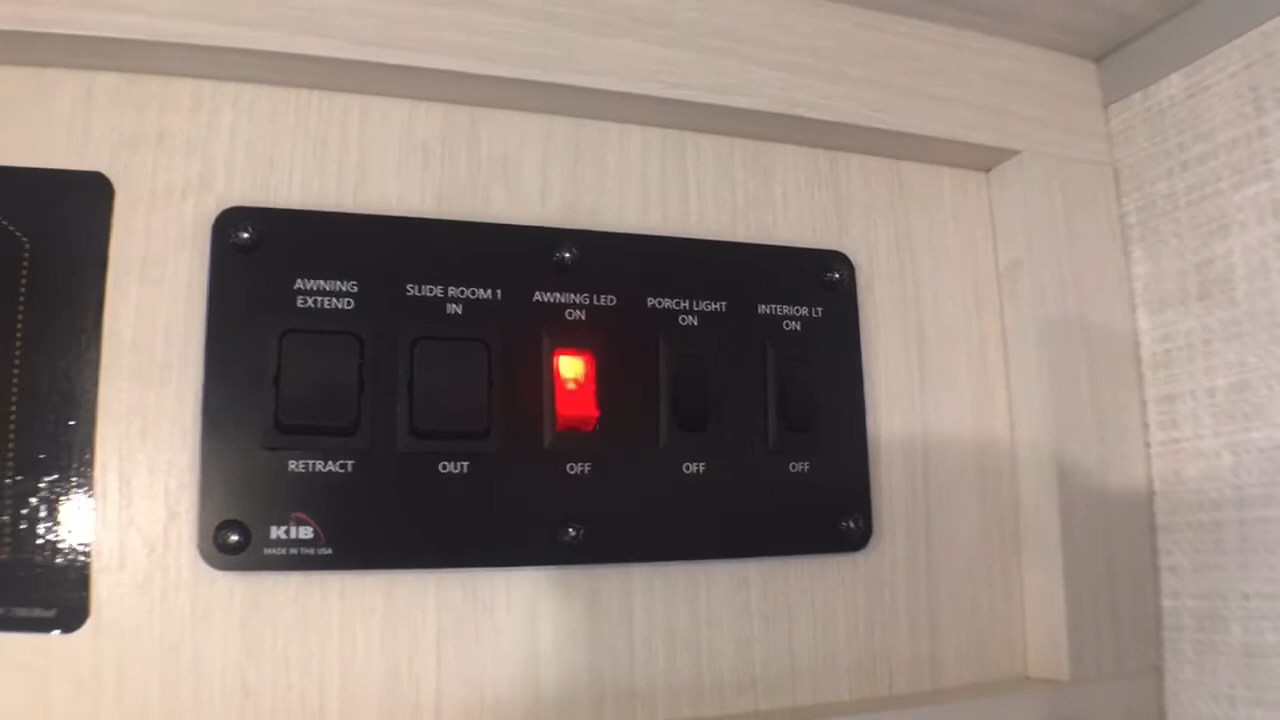 AWNING
EXTEND
RETRACT
SLIDE ROOM 1
IN
OUT
AWNING LED
ON
OFF
PORCH LIGHT
ON
OFF
INTERIOR LT
ON
OFF
KIB
MADE IN THE USA